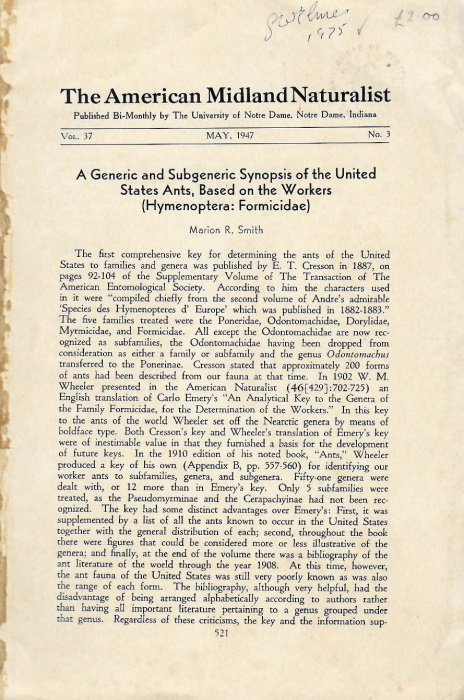 1975
£2.00
The American Midland Naturalist
Published Bi-Monthly by The University of Notre Dame, Notre Dame, Indiana
VOL. 37 MAY, 1947 No. 3
A Generic and Subgeneric Synopsis of the United
States Ants, Based on the Workers
(Hymenoptera: Formicidae)
Marion R. Smith
The first comprehensive key for determining the ants of the United
States to families and genera was published by E. T. Cresson in 1887, on
pages 92-104 of the Supplementary Volume of The Transaction of The
American Entomological Society. According to him the characters used
in it were "compiled chiefly from the second volume of Andre's admirable
'Species des Hymenopteres d' Europe' which was published in 1882-1883."
The five families treated were the Poneridae, Odontomachidae, Dorylidae,
Myrmicidae, and Formicidae. All except the Odontomachidae are now rec-
ognized as subfamilies, the Odontomachidae having been dropped from
consideration as either a family or subfamily and the genus Odontomachus
transferred to the Ponerinae. Cresson stated that approximately 200 forms
of ants had been described from our fauna at that time. In 1902 W. M.
Wheeler presented in the American Naturalist (46[429]:702-725) an
English translation of Carlo Emery's "An Analytical Key to the Genera of
the Family Formicidae, for the Determination of the Workers." In this key
to the ants of the world Wheeler set off the Nearctic genera by means of
boldface type. Both Cresson's key and Wheeler's translation of Emery's key
were of inestimable value in that they furnished a basis for the development
of future keys. In the 1910 edition of his noted book, "Ants," Wheeler
produced a key of his own (Appendix B, pp. 557-560) for identifying our
worker ants to subfamilies, genera, and subgenera. Fifty-one genera were
dealt with, or 12 more than in Emery's key. Only 5 subfamilies were
treated, as the Pseudomyrminae and the Cerapachyinae had not been rec-
ognized. The key had some distinct advantages over Emery's: First, it was
supplemented by a list of all the ants known to occur in the United States
together with the general distribution of each; second, throughout the book
there were figures that could be considered more or less illustrative of the
genera; and finally, at the end of the volume there was a bibliography of the
ant literature of the world through the year 1908. At this time, however,
the ant fauna of the United States was still very poorly known as was also
the range of each form. The bibliography, although very helpful, had the
disadvantage of being arranged alphabetically according to authors rather
than having all important literature pertaining to a genus grouped under
that genus. Regardless of these criticisms, the key and the information sup-
521